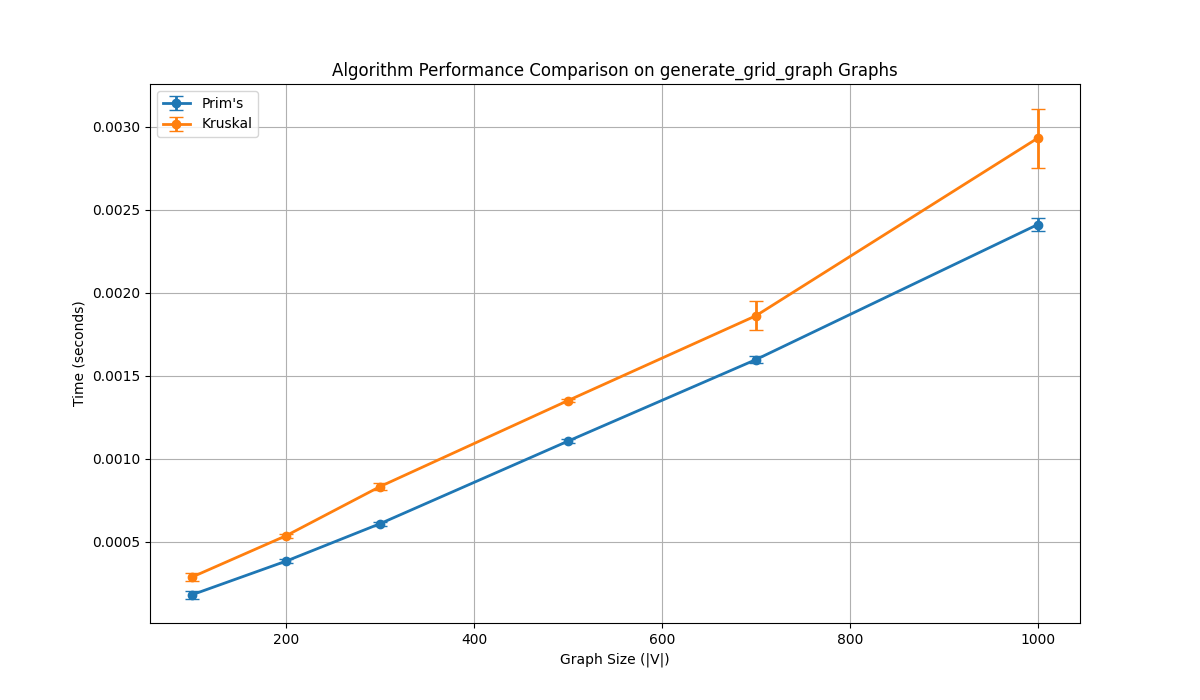 Algorithm Performance Comparison on generate_grid_graph Graphs
Prim's
Kruskal
0.0030
0.0025
0.0020
0.0015
0.0010
0.0005
Time (seconds)
200 400 600 800 1000
Graph Size (|V|)